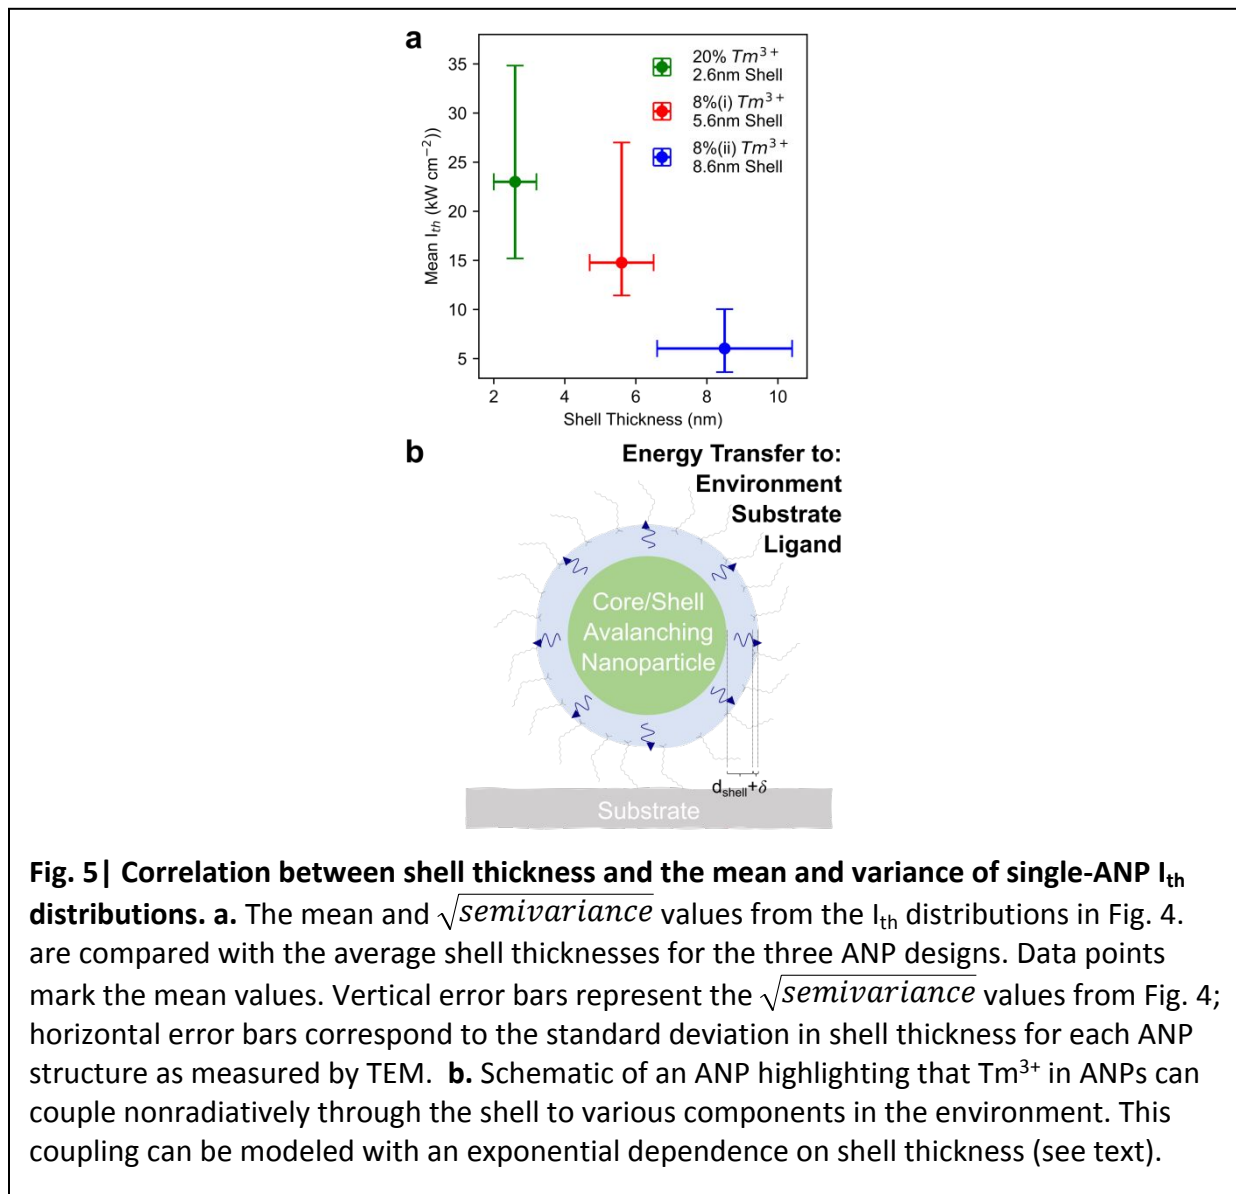 a
35
30
25
20
15
10
5
Mean I_th (kW cm⁻²))
20% Tm³⁺
2.6nm Shell
8%(i) Tm³⁺
5.6nm Shell
8%(ii) Tm³⁺
8.6nm Shell
2 4 6 8 10
Shell Thickness (nm)
b
Energy Transfer to:
Environment
Substrate
Ligand
Core/Shell
Avalanching
Nanoparticle
d_shell+δ
Substrate
Fig. 5| Correlation between shell thickness and the mean and variance of single-ANP I_th
distributions. a. The mean and √semivariance values from the I_th distributions in Fig. 4.
are compared with the average shell thicknesses for the three ANP designs. Data points
mark the mean values. Vertical error bars represent the √semivariance values from Fig. 4;
horizontal error bars correspond to the standard deviation in shell thickness for each ANP
structure as measured by TEM. b. Schematic of an ANP highlighting that Tm³⁺ in ANPs can
couple nonradiatively through the shell to various components in the environment. This
coupling can be modeled with an exponential dependence on shell thickness (see text).